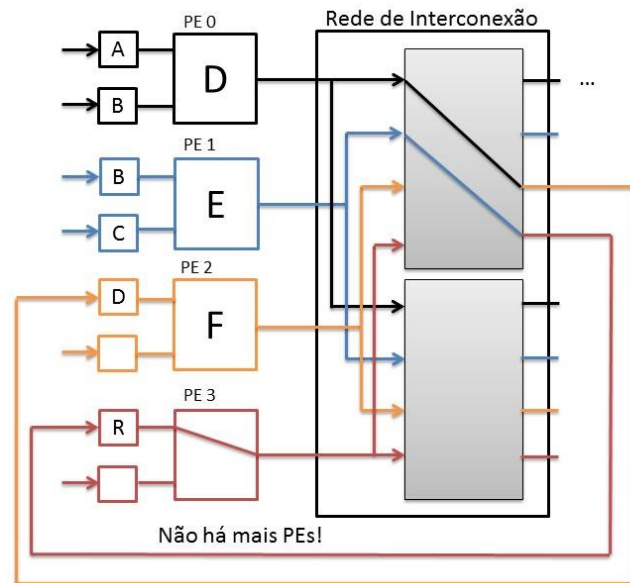 Rede de Interconexão
PE 0
A
B
D
...
PE 1
B
C
E
PE 2
D
F
PE 3
R
Não há mais PEs!